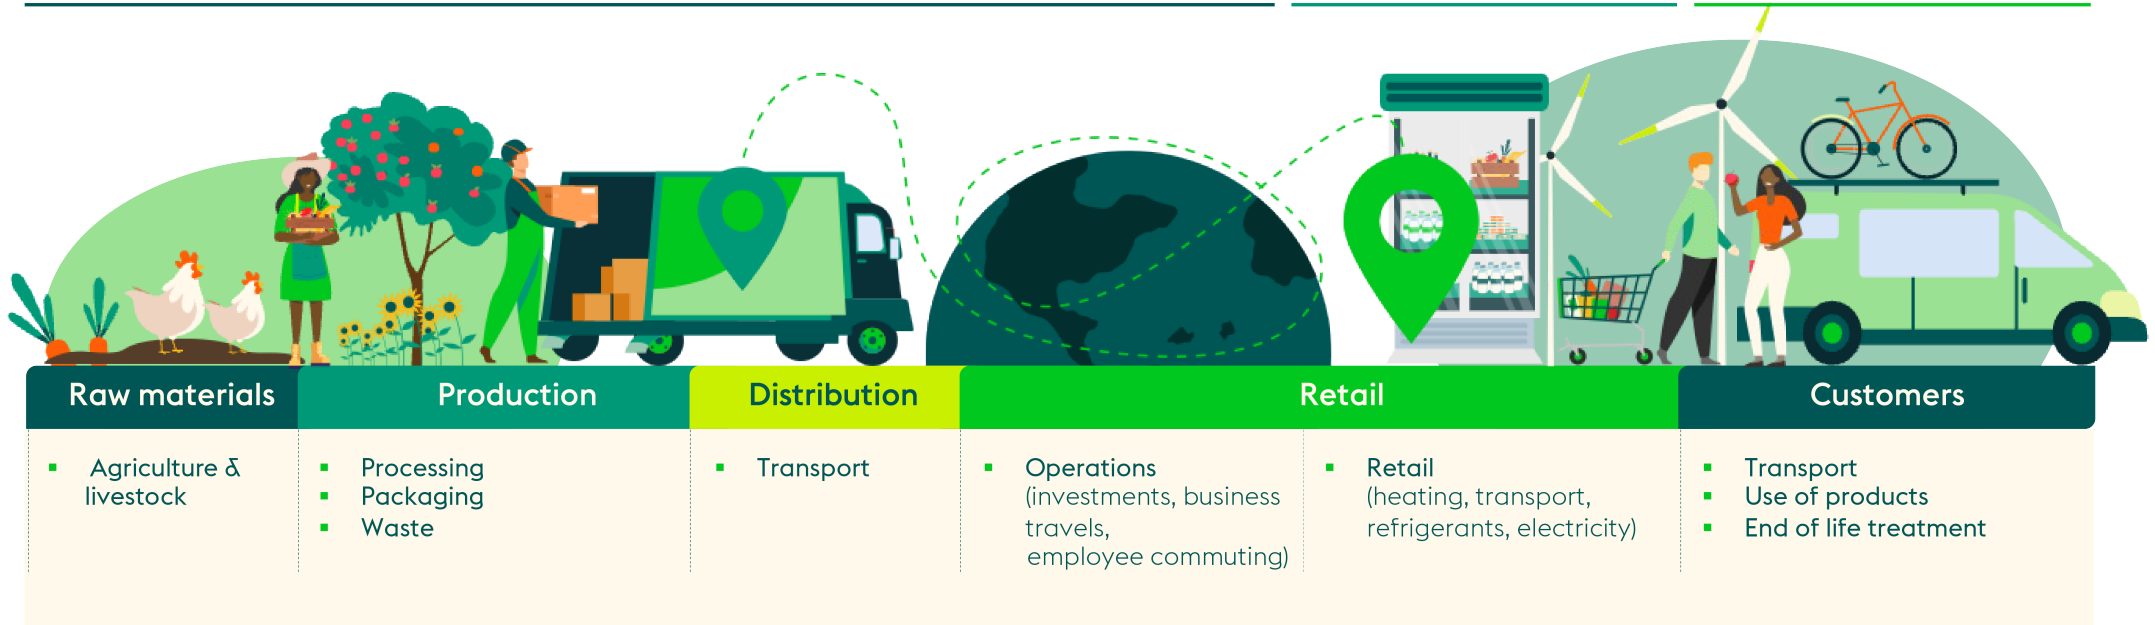 Raw materials
Production
Distribution
Retail
Customers
Agriculture &
livestock
Processing
Packaging
Waste
Transport
Operations
(investments, business
travels,
employee commuting)
Retail
(heating, transport,
refrigerants, electricity)
Transport
Use of products
End of life treatment